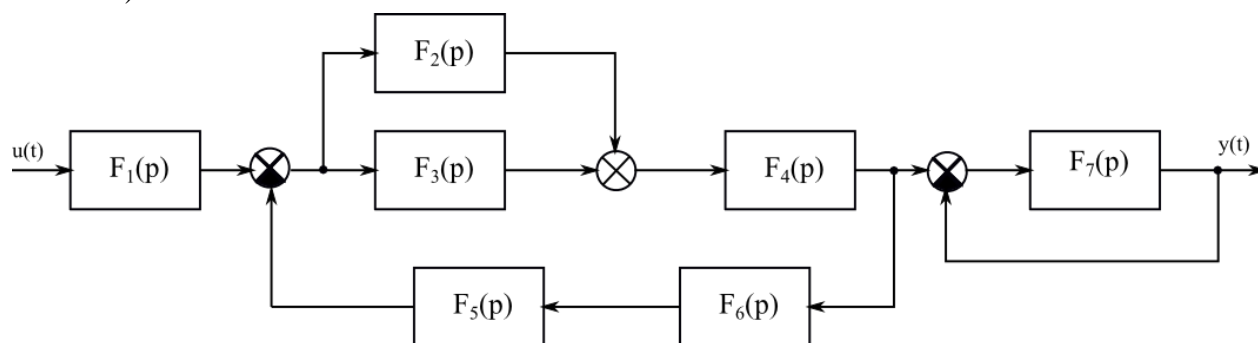 )
F₂(p)
u(t)
F₁(p)
F₃(p)
F₄(p)
F₇(p)
y(t)
F₅(p)
F₆(p)